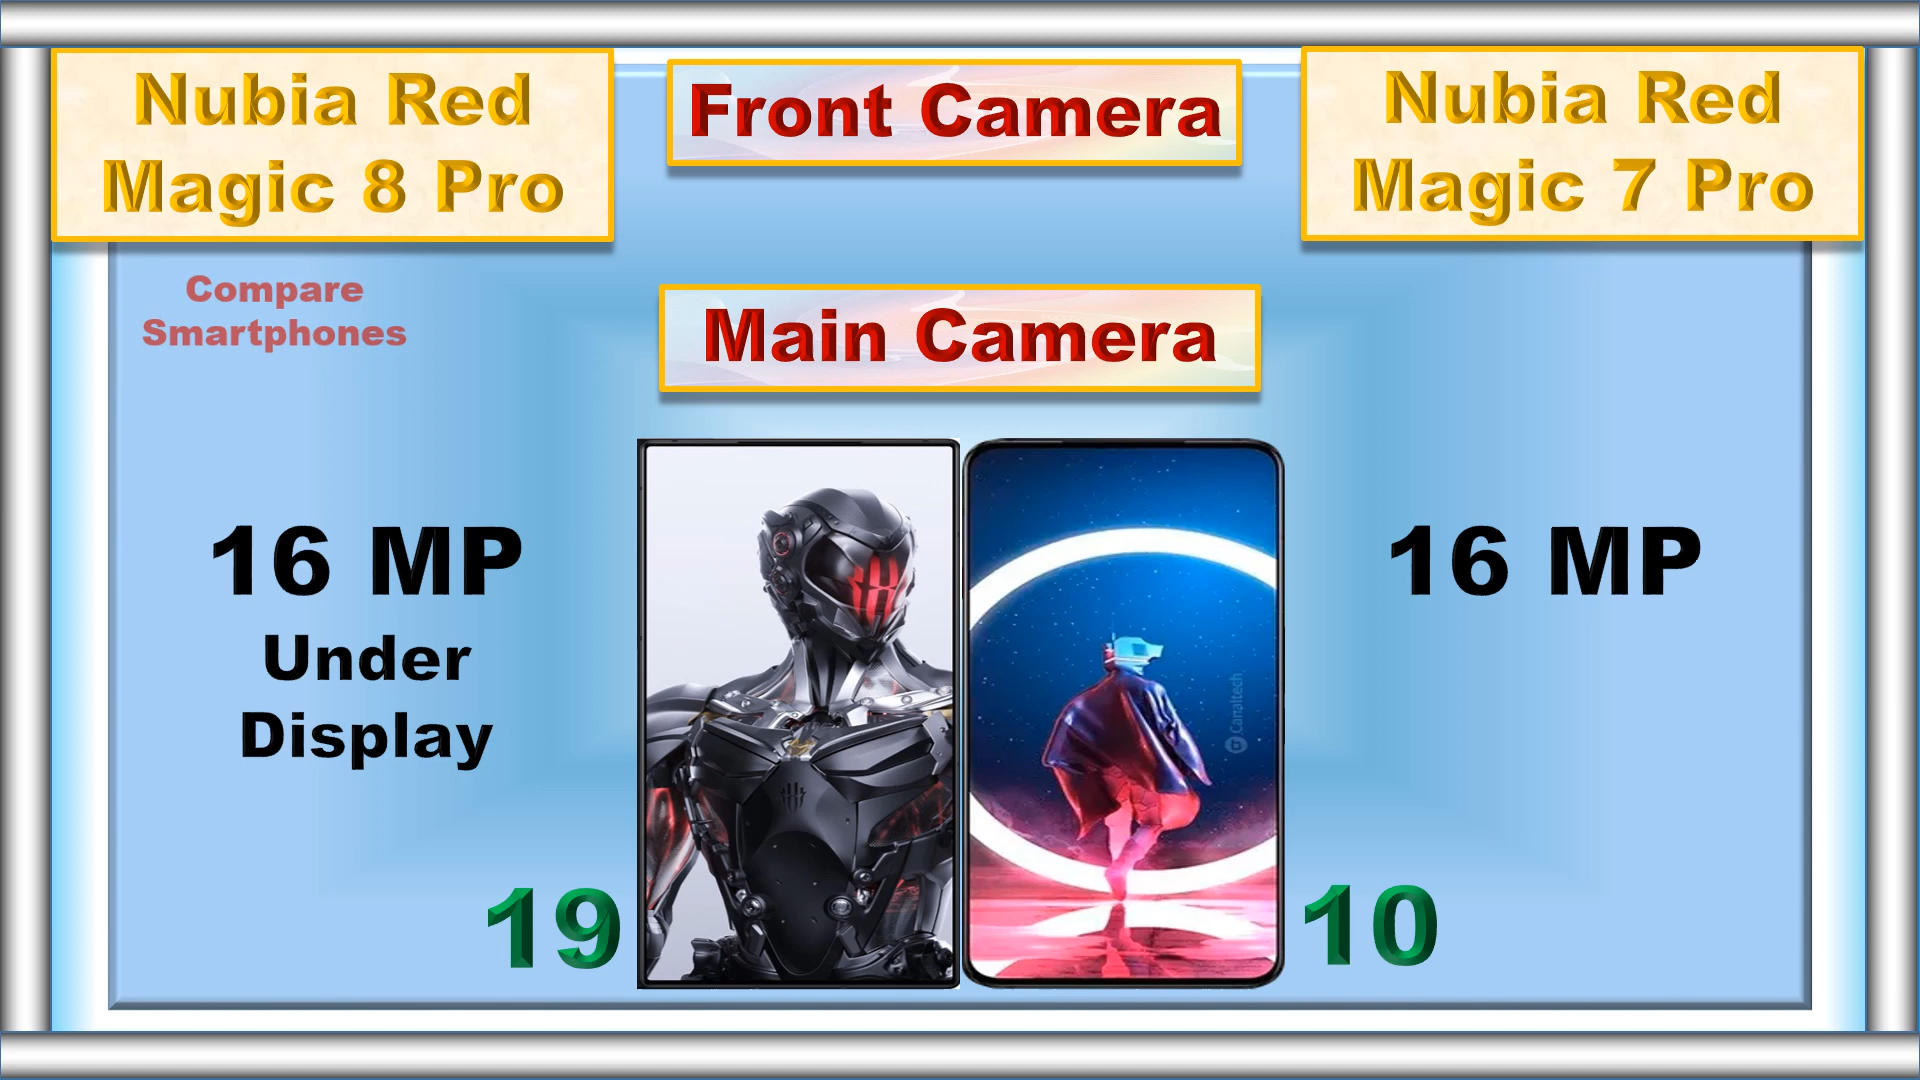 Nubia Red
Magic 8 Pro
Front Camera
Nubia Red
Magic 7 Pro
Compare
Smartphones
Main Camera
16 MP
Under
Display
16 MP
Canaltech
19
10